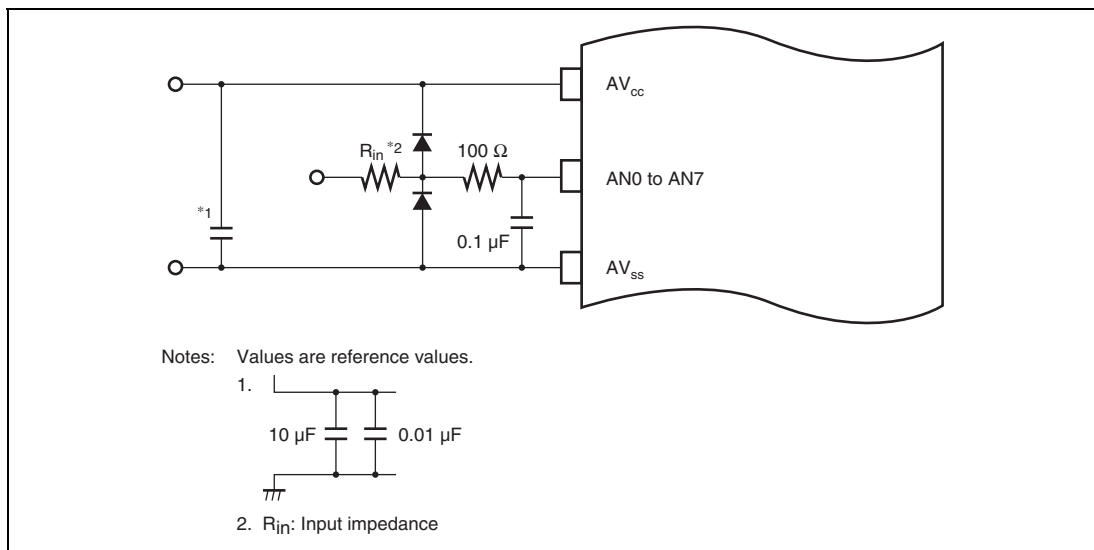 AVcc
Rin *2
100 Ω
AN0 to AN7
*1
0.1 µF
AVss
Notes: Values are reference values.
1.
10 µF
0.01 µF
2. Rin: Input impedance